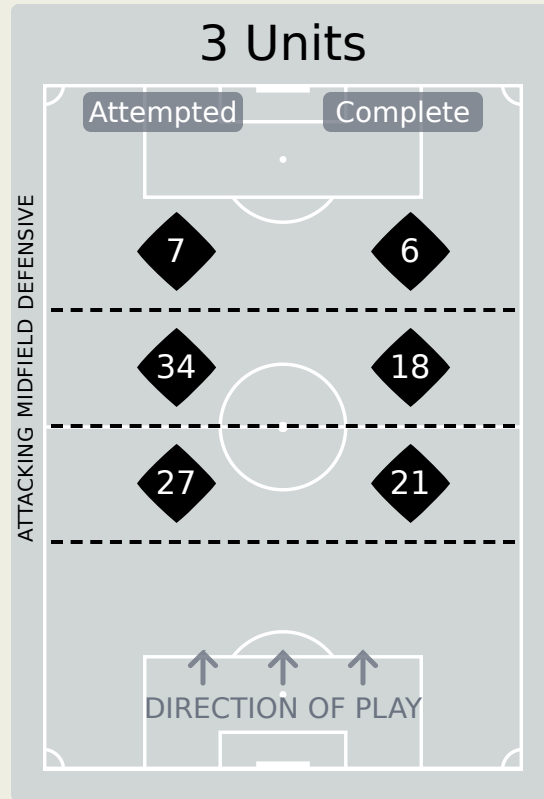 3 Units
Attempted Complete
7 6
34 18
27 21
ATTACKING MIDFIELD DEFENSIVE
DIRECTION OF PLAY